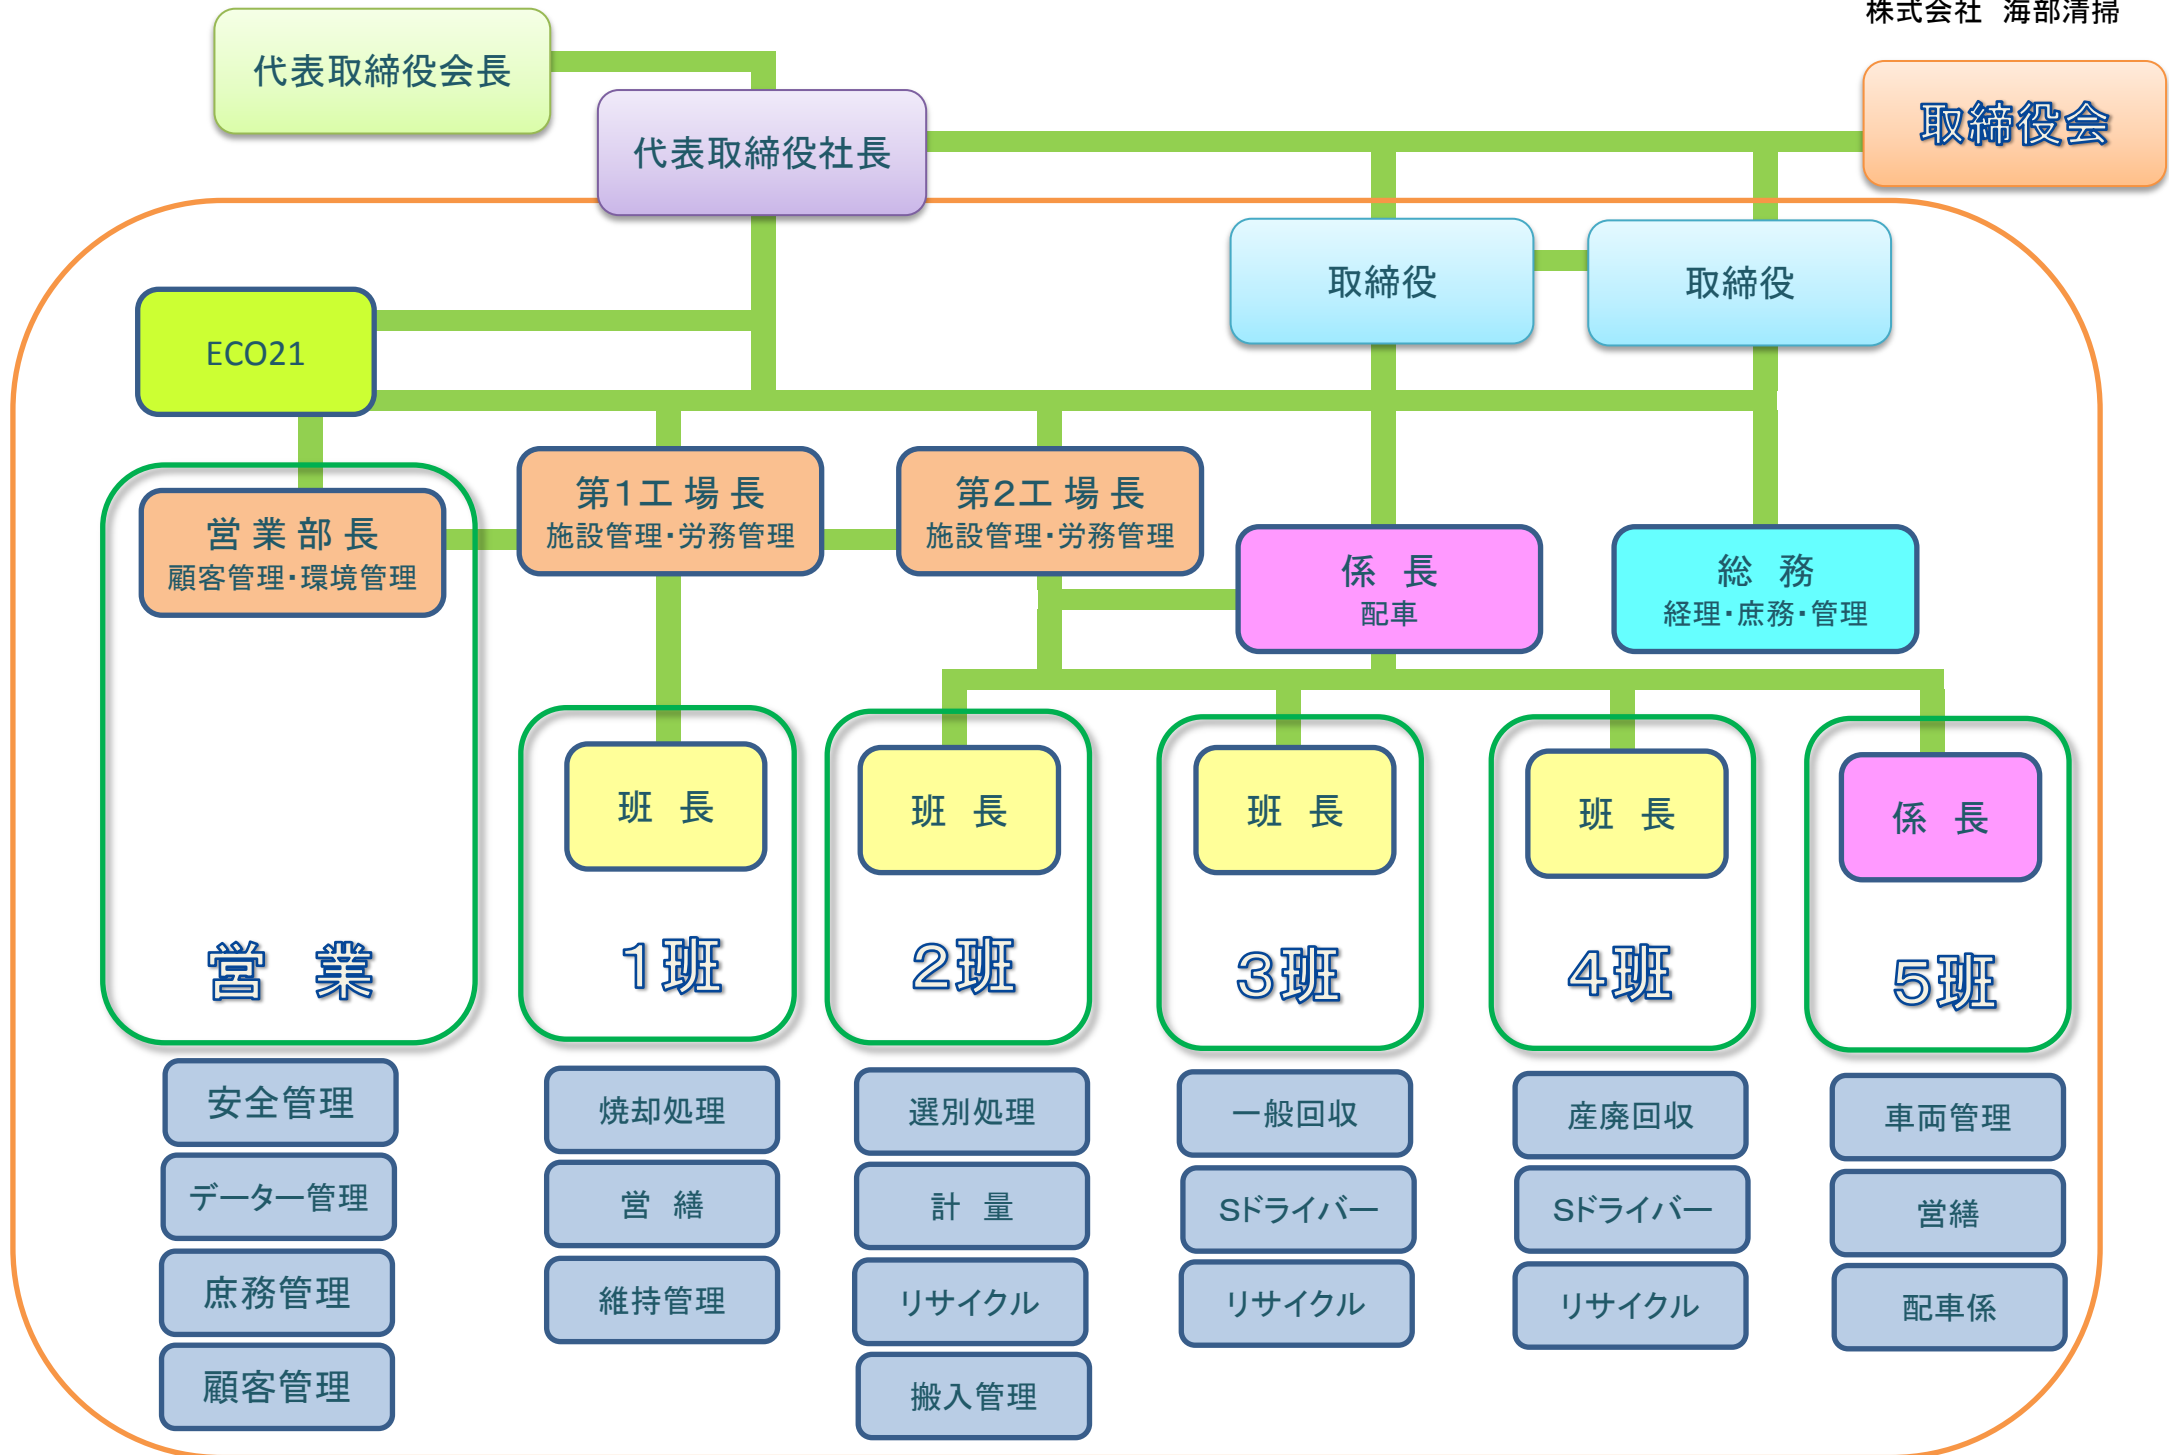 株式会社　海部清掃
代表取締役会長
代表取締役社長
取締役会
取締役
取締役
ECO21
営 業 部 長
顧客管理・環境管理
第1工 場 長
施設管理・労務管理
第2工 場 長
施設管理・労務管理
係　長
配車
総　務
経理・庶務・管理
班　長
班　長
班　長
班　長
係　長
営　業
1班
2班
3班
4班
5班
安全管理
データー管理
庶務管理
顧客管理
焼却処理
営　繕
維持管理
選別処理
計　量
リサイクル
搬入管理
一般回収
Sドライバー
リサイクル
産廃回収
Sドライバー
リサイクル
車両管理
営繕
配車係